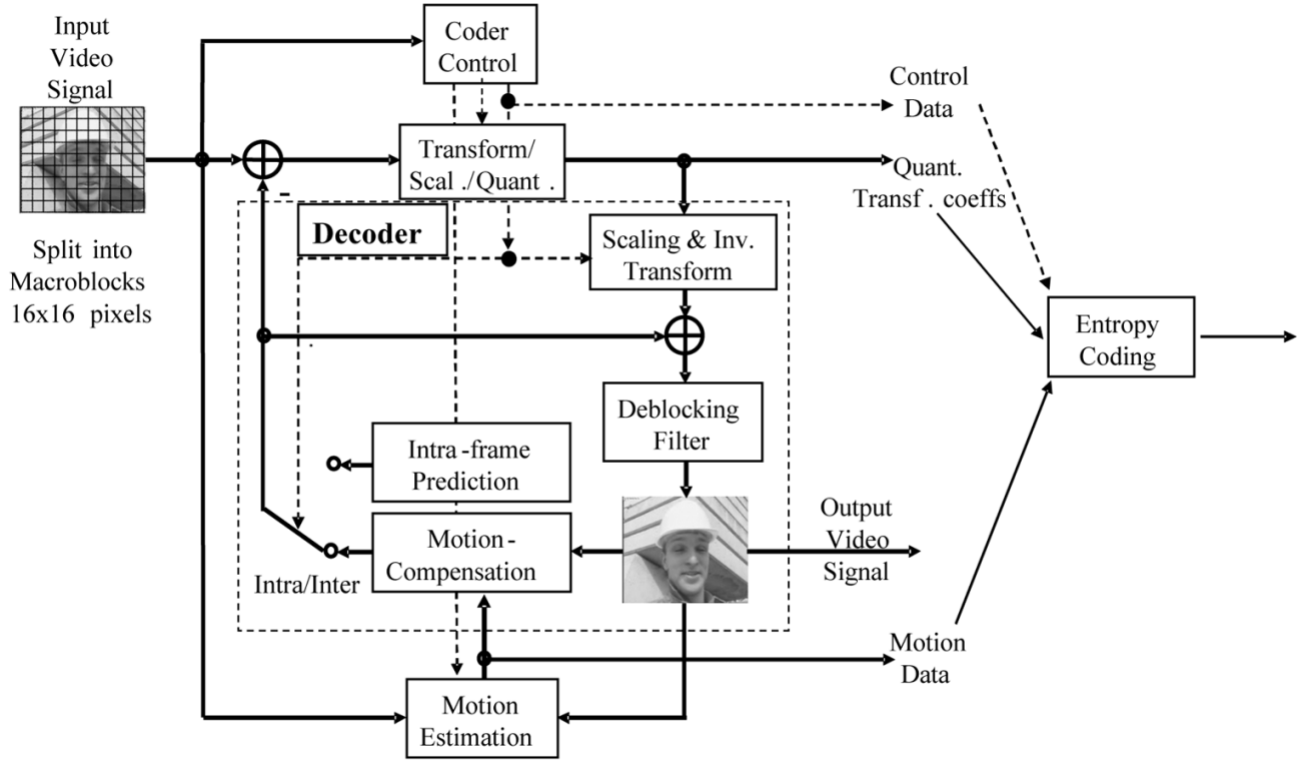 Input
Video
Signal
Split into
Macroblocks
16x16 pixels
Coder
Control
Transform/
Scal ./Quant .
-
Decoder
Scaling & Inv.
Transform
Deblocking
Filter
Intra -frame
Prediction
Motion -
Compensation
Intra/Inter
Motion
Estimation
Control
Data
Quant.
Transf . coeffs
Entropy
Coding
Output
Video
Signal
Motion
Data